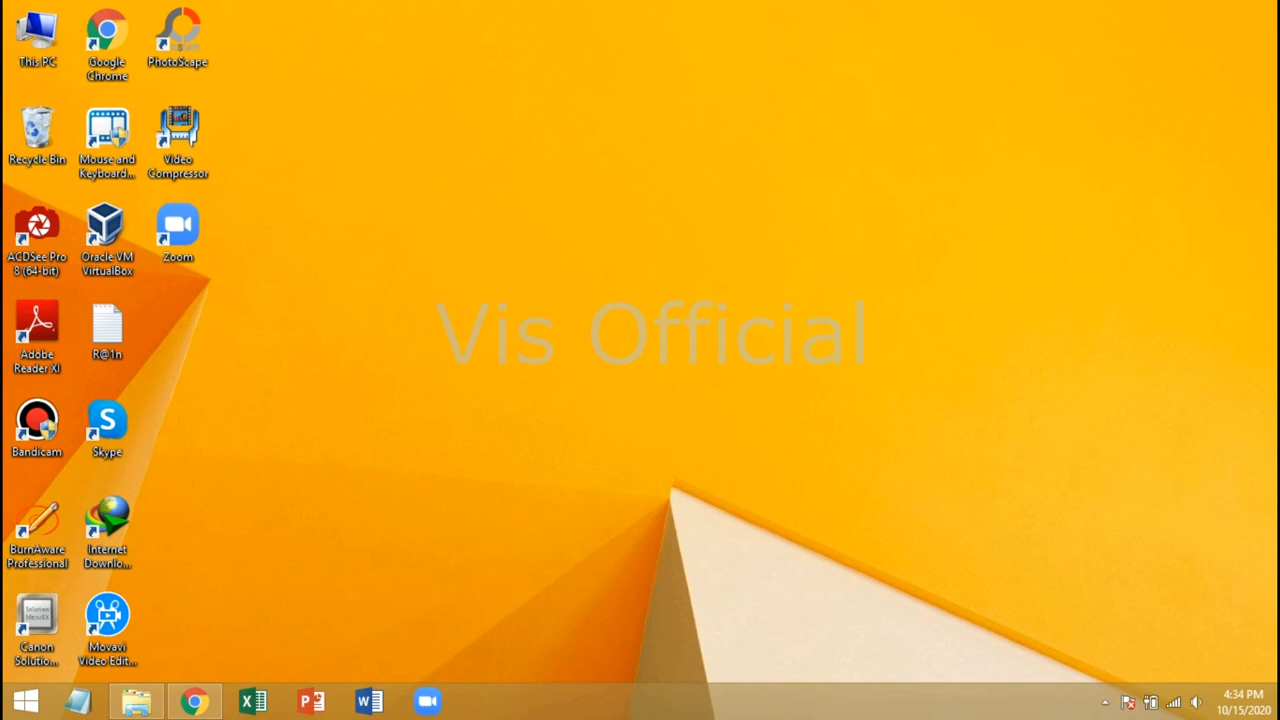 This PC
Google
Chrome
PhotoScape
Recycle Bin
Mouse and
Keyboard...
Video
Compressor
ACDSee Pro
8 (64-bit)
Oracle VM
VirtualBox
Zoom
Adobe
Reader XI
R@1n
Vis Official
Bandicam
Skype
BurnAware
Professional
Internet
Downlo...
Solution
MenuEX
Canon
Solutio...
Movavi
Video Edit...
4:34 PM
10/15/2020